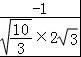 -1
√(10/3) × 2√3